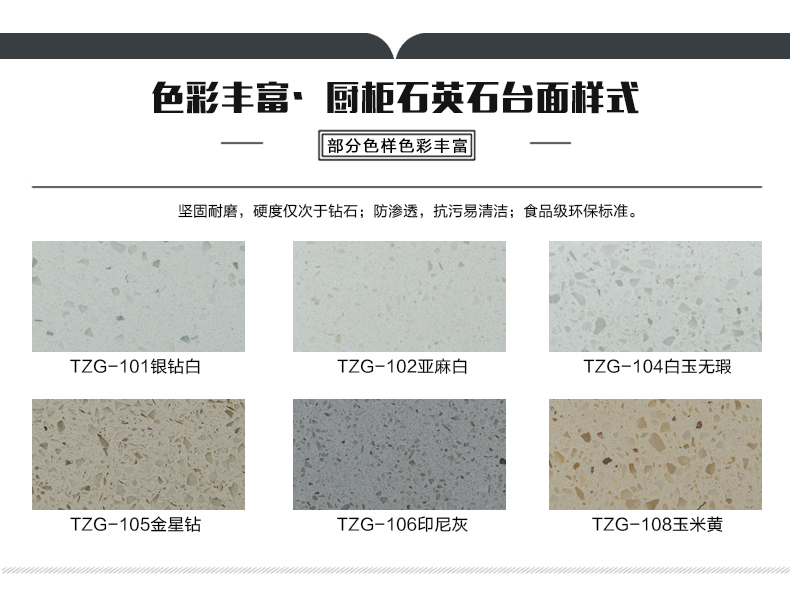 色彩丰富· 厨柜石英石台面样式
部分色样色彩丰富
坚固耐磨，硬度仅次于钻石；防渗透，抗污易清洁；食品级环保标准。
TZG-101银钻白
TZG-102亚麻白
TZG-104白玉无瑕
TZG-105金星钻
TZG-106印尼灰
TZG-108玉米黄